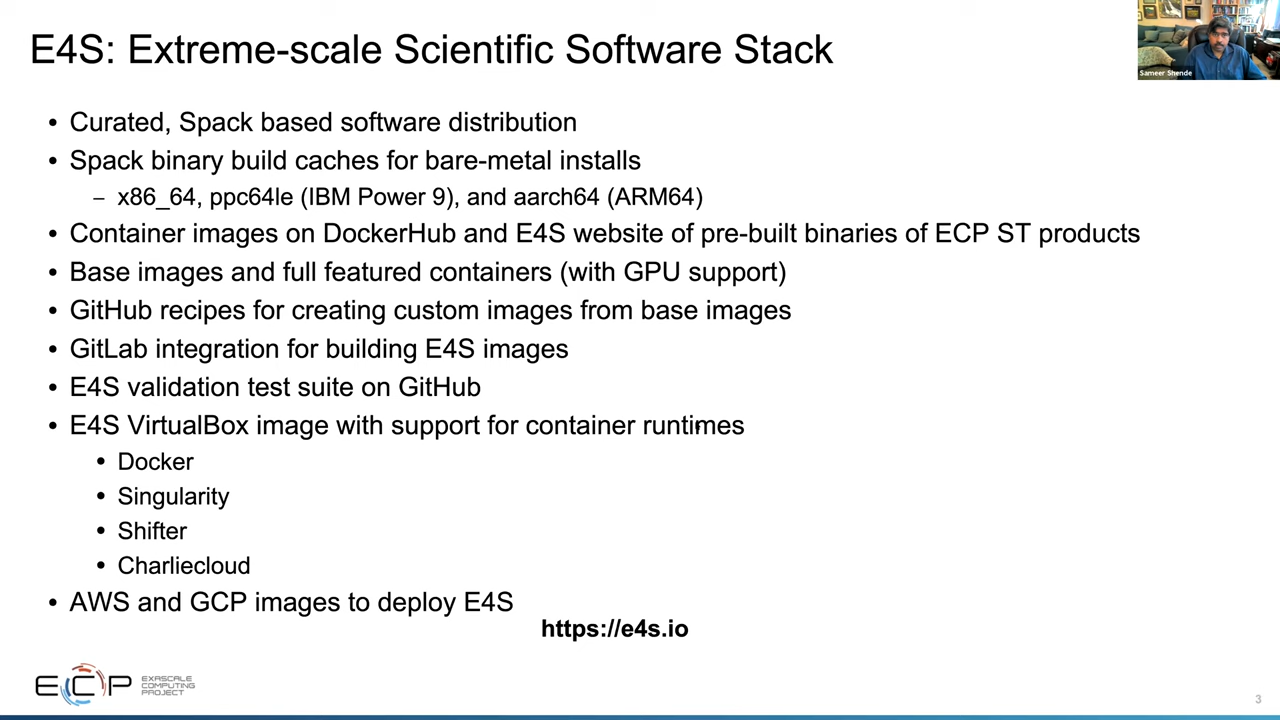 E4S: Extreme-scale Scientific Software Stack
Sameer Shende
• Curated, Spack based software distribution
• Spack binary build caches for bare-metal installs
– x86_64, ppc64le (IBM Power 9), and aarch64 (ARM64)
• Container images on DockerHub and E4S website of pre-built binaries of ECP ST products
• Base images and full featured containers (with GPU support)
• GitHub recipes for creating custom images from base images
• GitLab integration for building E4S images
• E4S validation test suite on GitHub
• E4S VirtualBox image with support for container runtimes
• Docker
• Singularity
• Shifter
• Charliecloud
• AWS and GCP images to deploy E4S
https://e4s.io
ECP
EXASCALE
COMPUTING
PROJECT
3